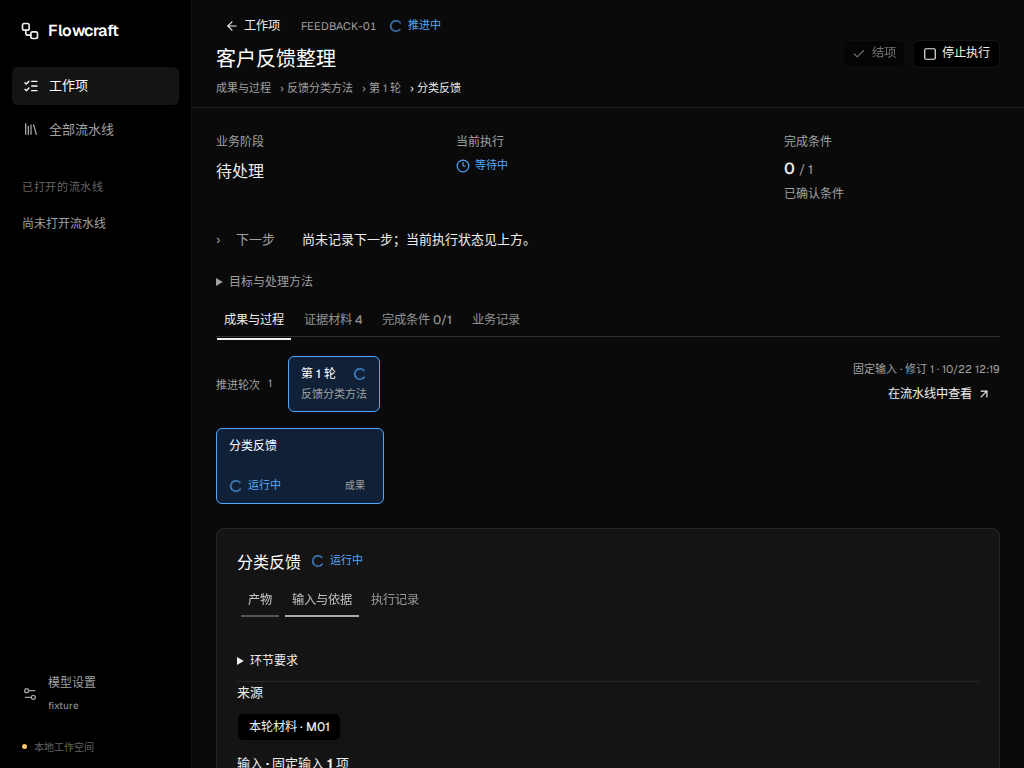 Flowcraft
工作项
全部流水线
已打开的流水线
尚未打开流水线
模型设置
fixture
本地工作空间
工作项 FEEDBACK-01 推进中
客户反馈整理
成果与过程 › 反馈分类方法 › 第 1 轮 › 分类反馈
结项 停止执行
业务阶段
待处理
当前执行
等待中
完成条件
0 / 1
已确认条件
› 下一步 尚未记录下一步；当前执行状态见上方。
目标与处理方法
成果与过程 证据材料 4 完成条件 0/1 业务记录
推进轮次 1
第 1 轮
反馈分类方法
固定输入 · 修订 1 · 10/22 12:19
在流水线中查看
分类反馈
运行中 成果
分类反馈 运行中
产物 输入与依据 执行记录
环节要求
来源
本轮材料 · M01
输入 · 固定输入 1 项